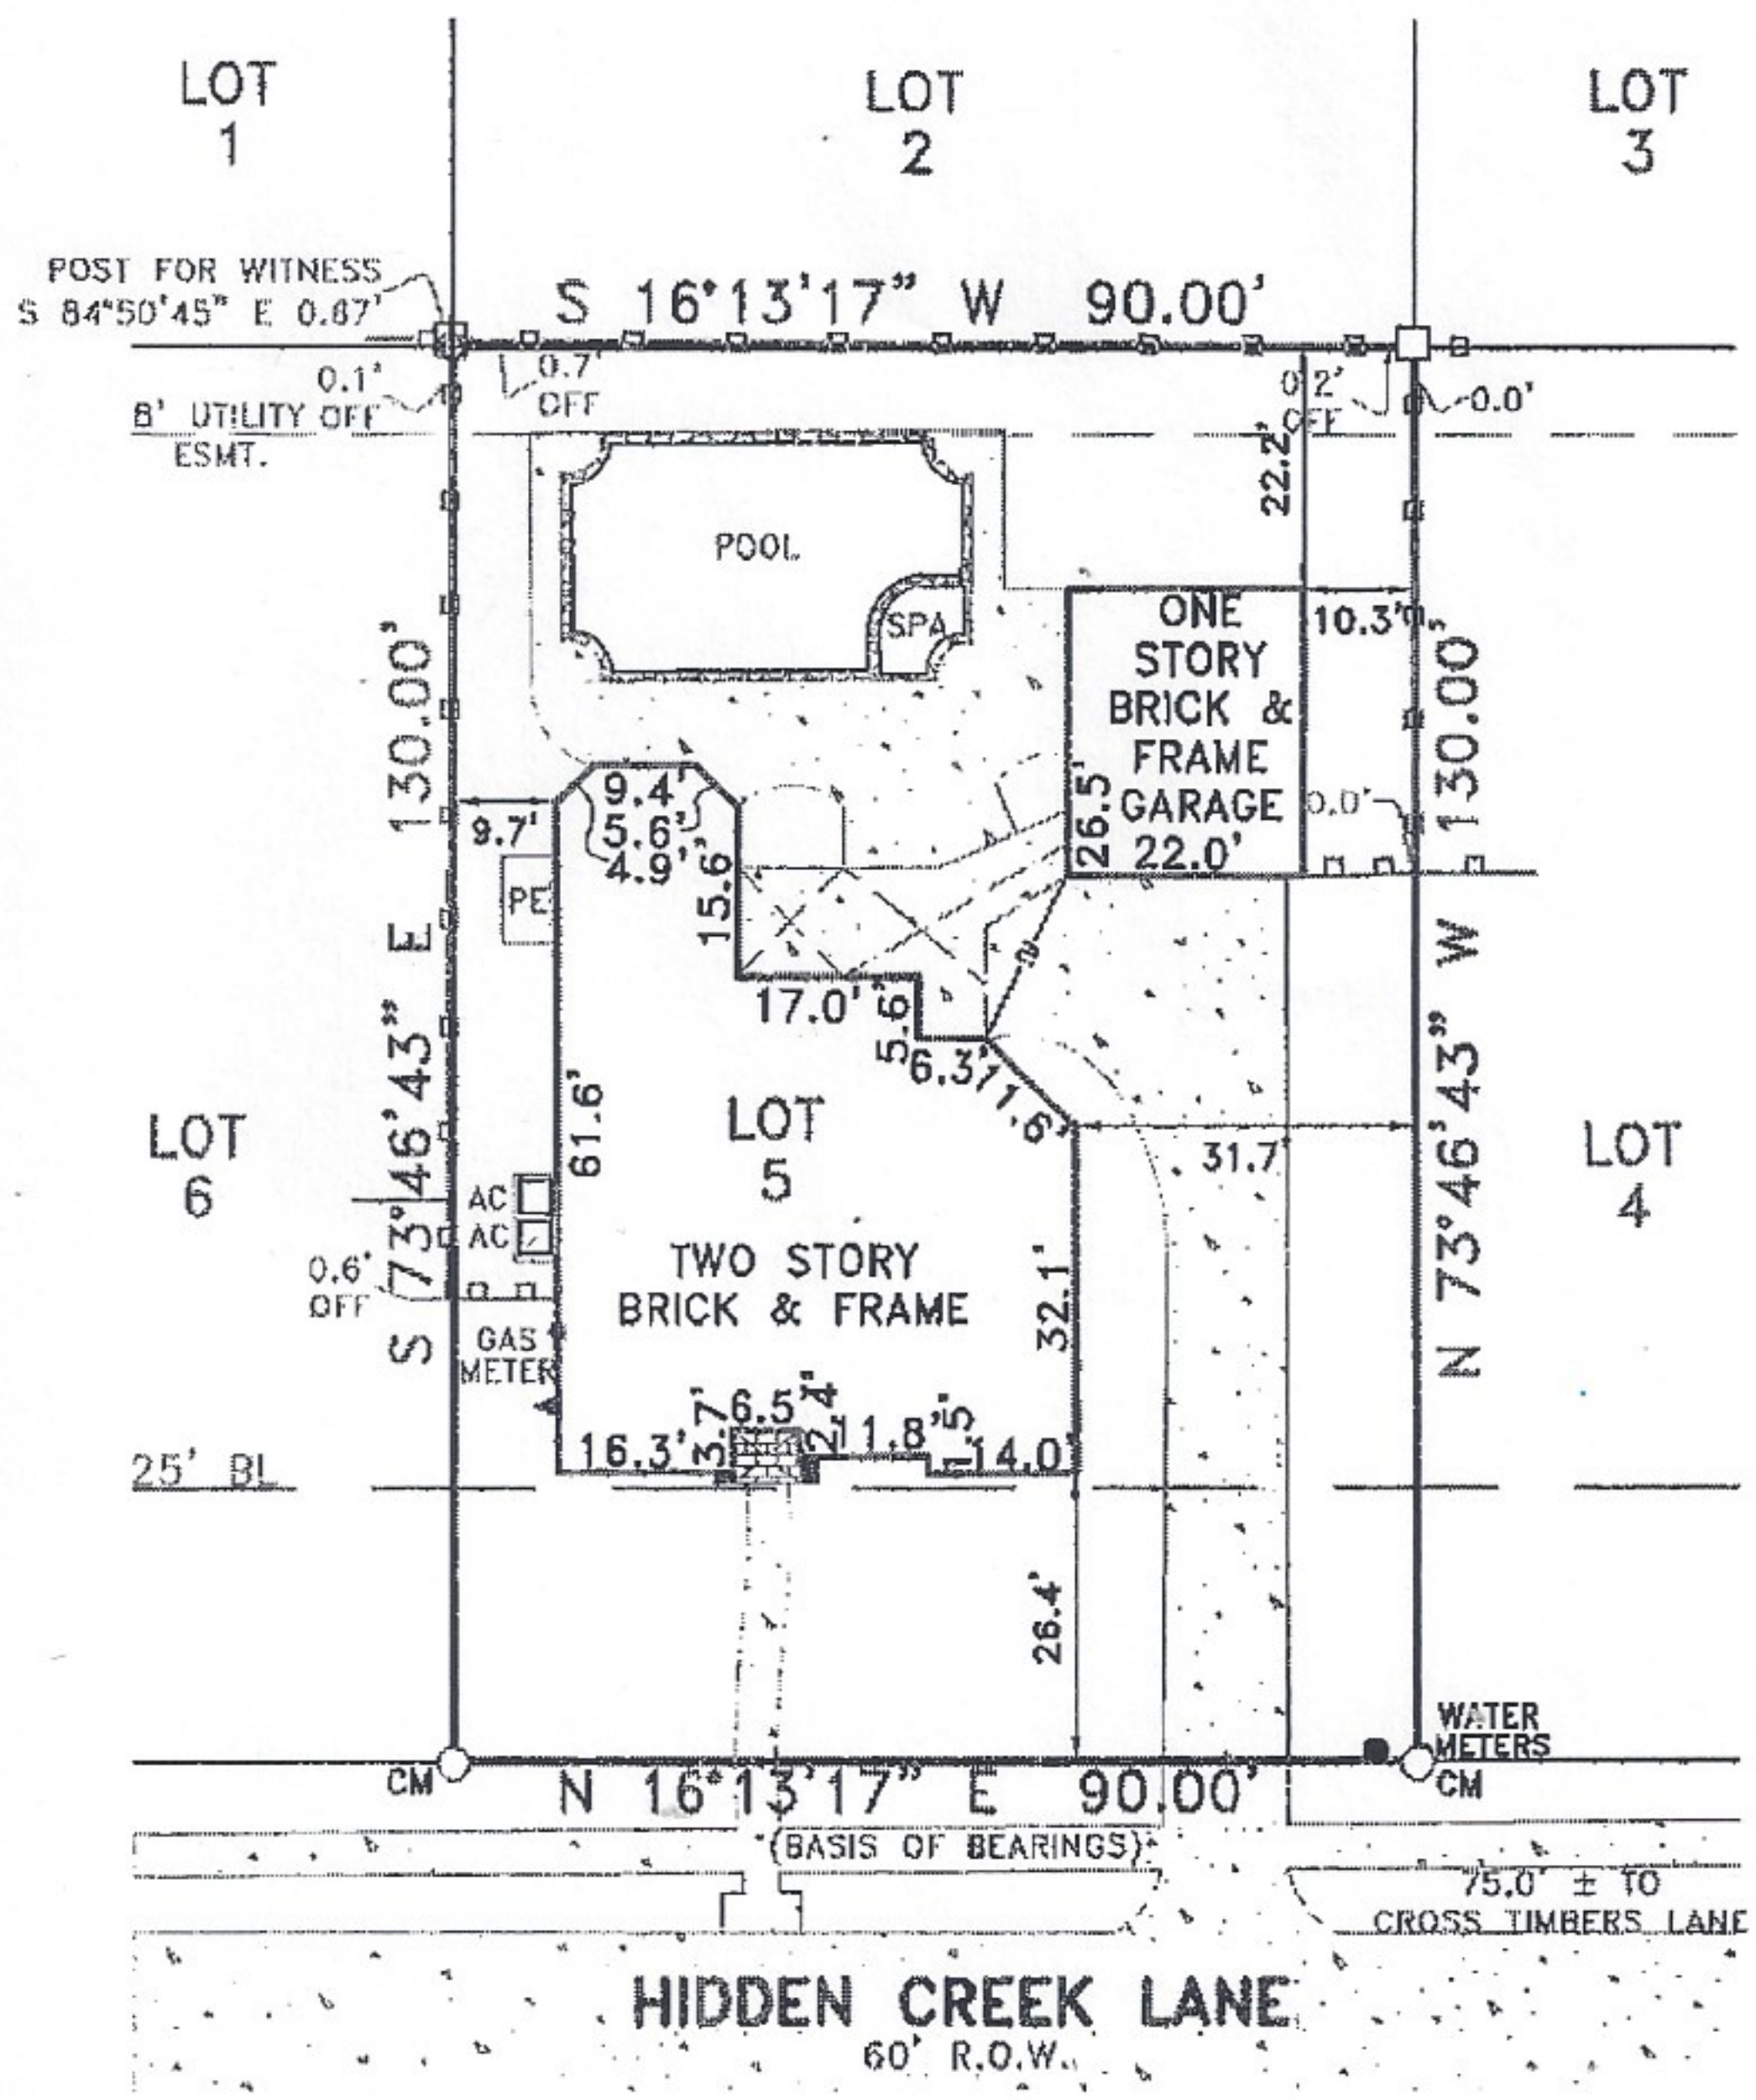 LOT
1
LOT
2
LOT
3
POST FOR WITNESS
S 84°50'45" E 0.67'
S 16°13'17" W 90.00'
0.1'
8' UTILITY OFF
ESMT.
0.7'
OFF
0.2'
OFF
0.0'
22.2'
POOL
SPA
ONE
STORY
BRICK &
FRAME
GARAGE
22.0'
26.5'
10.3'
0.0'
S 73°46'43" E 130.00'
N 73°46'43" W 130.00'
9.7'
9.4'
5.6'
4.9'
15.6'
PE
17.0'
5.6'
6.3'
11.6'
31.7'
61.6'
LOT
5
LOT
6
LOT
4
AC
AC
0.6'
OFF
TWO STORY
BRICK & FRAME
32.1'
GAS
METER
16.3'
3.7'
6.5'
2.4'
11.8'
1.5'
14.0'
25' BL
26.4'
WATER
METERS
CM
CM
N 16°13'17" E 90.00'
(BASIS OF BEARINGS)
75.0' ± TO
CROSS TIMBERS LANE
HIDDEN CREEK LANE
60' R.O.W.